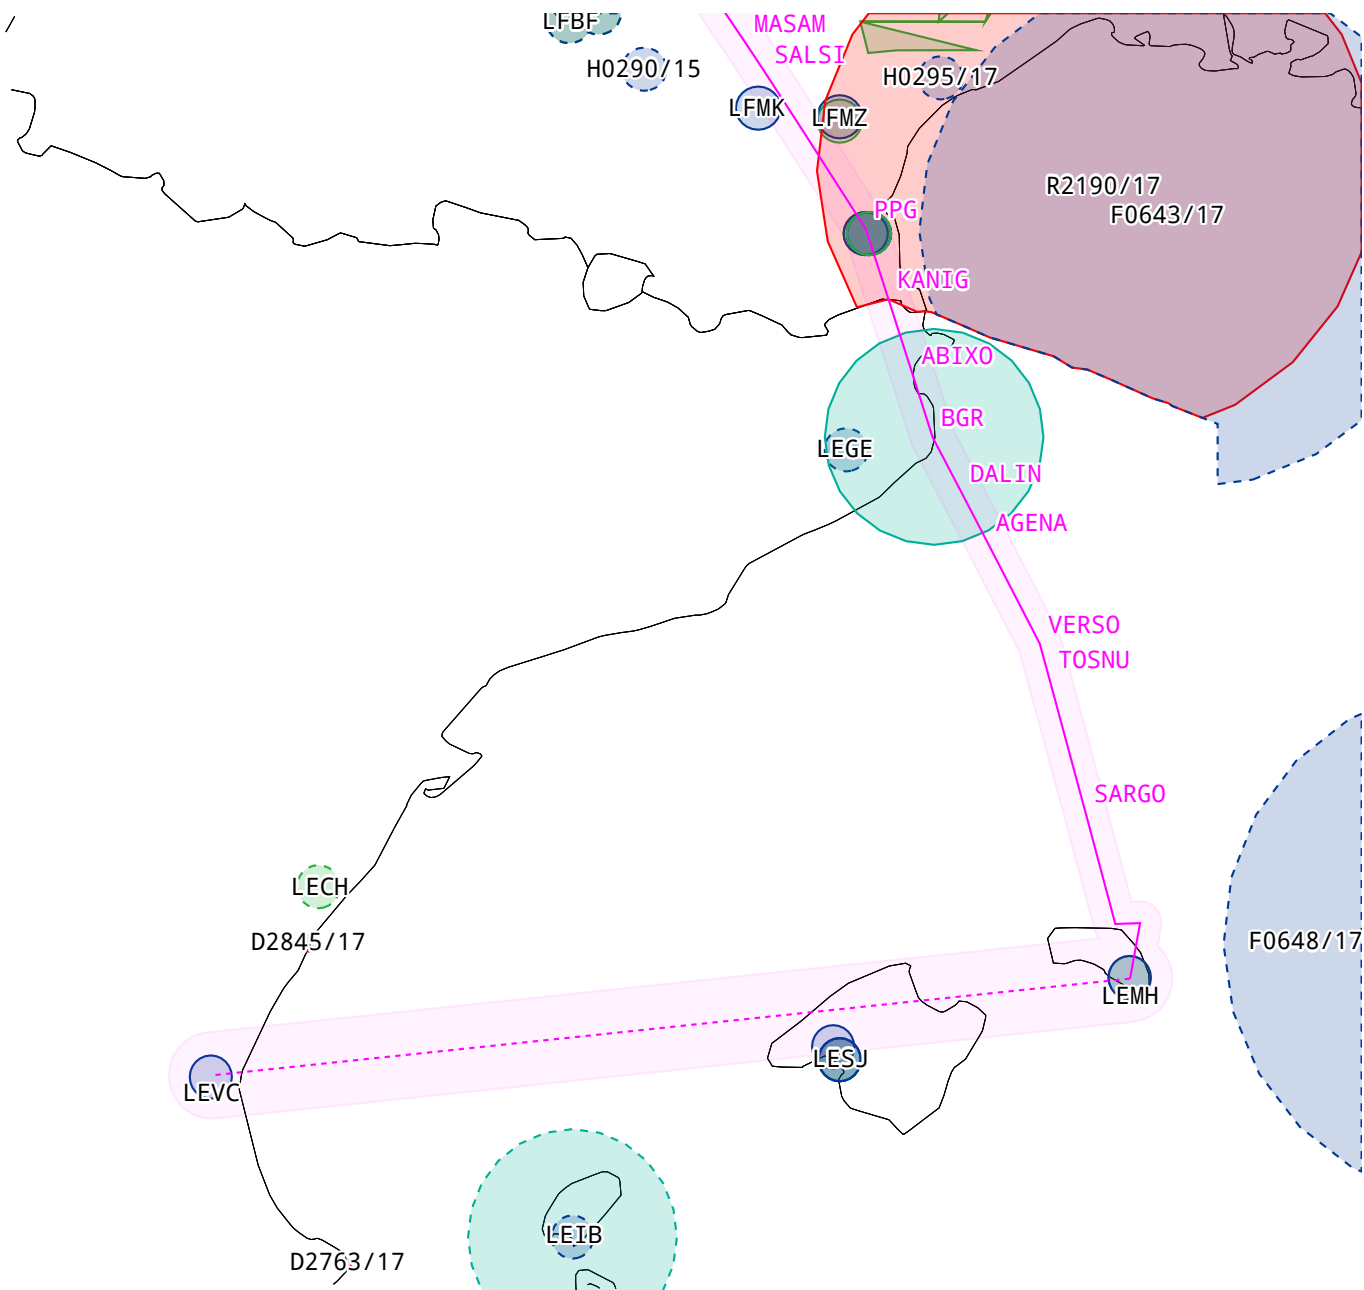 MASAM
LFBF
SALSI
H0290/15
H0295/17
LFMK
LFMZ
R2190/17
PPG
F0643/17
KANIG
ABIXO
BGR
LEGE
DALIN
AGENA
VERSO
TOSNU
SARGO
LECH
D2845/17
F0648/17
LEMH
LESJ
LEVC
LEIB
D2763/17